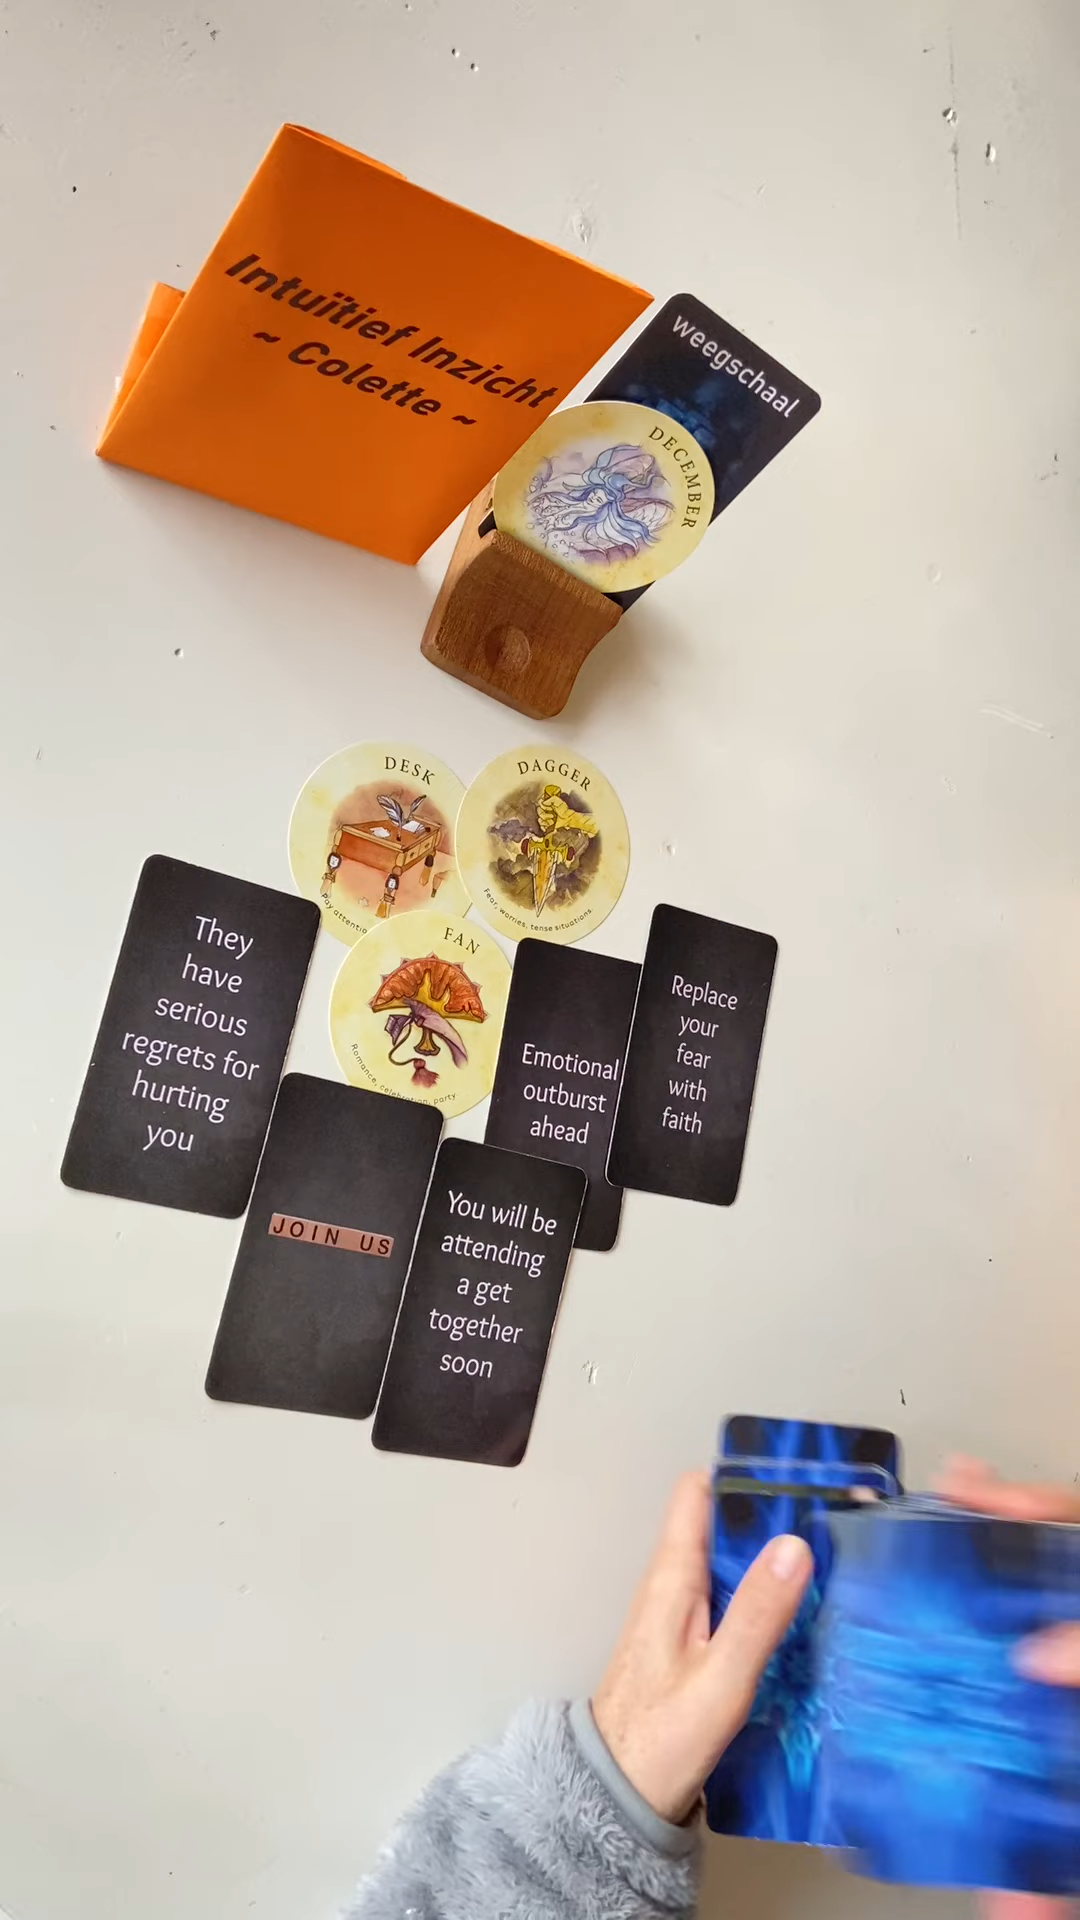 Intuïtief Inzicht
~ Colette ~
weegschaal
DECEMBER
DESK
Pay attentio
DAGGER
Fear, worries, tense situations.
FAN
Romance, celebration, party.
They
have
serious
regrets for
hurting
you
Emotional
outburst
ahead
Replace
your
fear
with
faith
JOIN US
You will be
attending
a get
together
soon